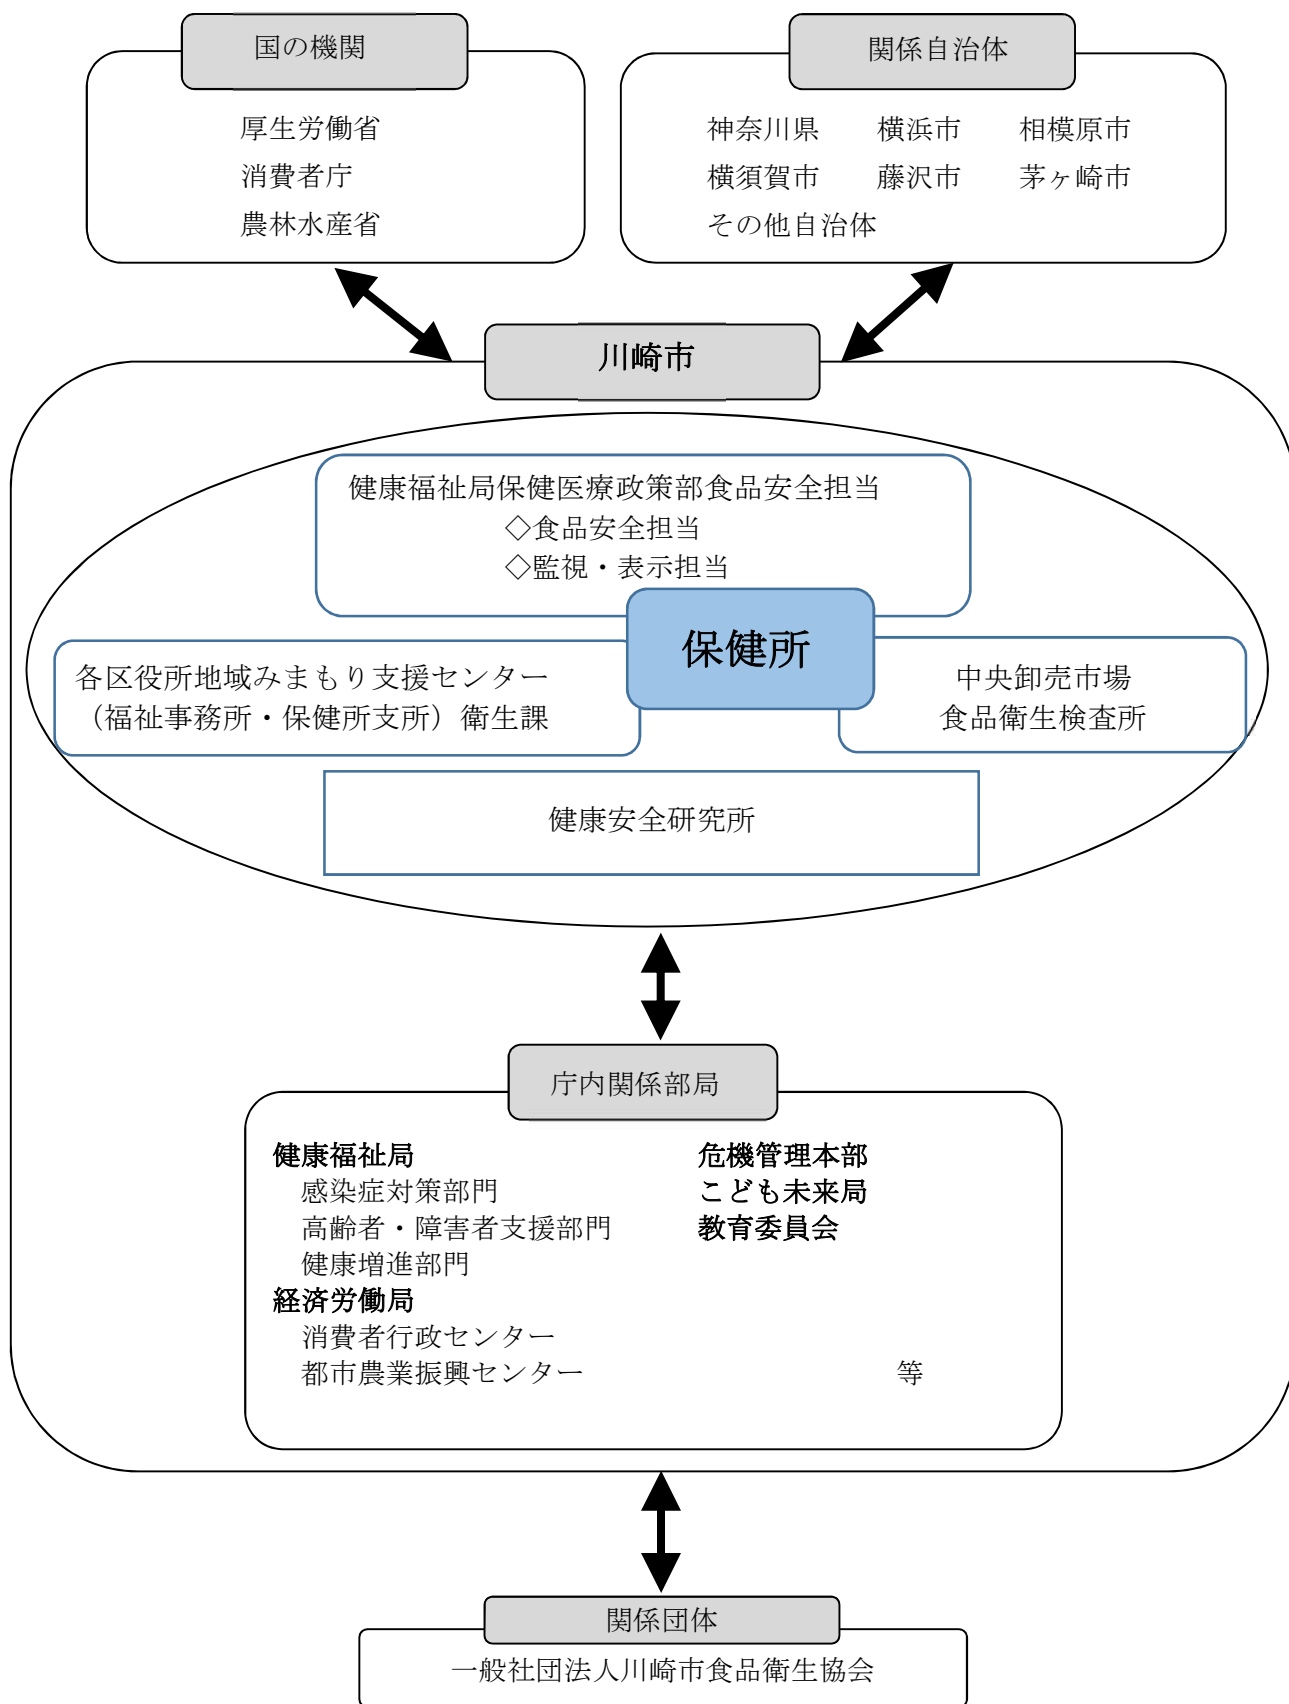 国の機関
厚生労働省
消費者庁
農林水産省
関係自治体
神奈川県 横浜市 相模原市
横須賀市 藤沢市 茅ヶ崎市
その他自治体
川崎市
健康福祉局保健医療政策部食品安全担当
◇食品安全担当
◇監視・表示担当
保健所
各区役所地域みまもり支援センター
（福祉事務所・保健所支所）衛生課
中央卸売市場
食品衛生検査所
健康安全研究所
庁内関係部局
健康福祉局
感染症対策部門
高齢者・障害者支援部門
健康増進部門
経済労働局
消費者行政センター
都市農業振興センター
危機管理本部
こども未来局
教育委員会
等
関係団体
一般社団法人川崎市食品衛生協会